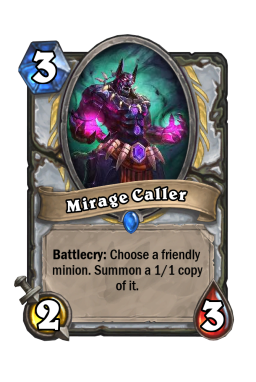 3
Mirage Caller
Battlecry: Choose a friendly
minion. Summon a 1/1 copy
of it.
2
3